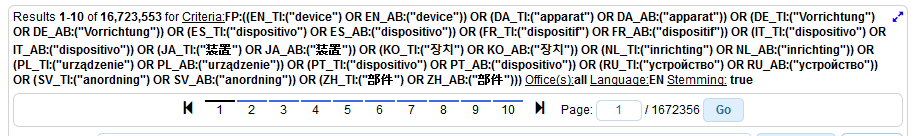 Results 1-10 of 16,723,553 for Criteria:FP:((EN_TI:("device") OR EN_AB:("device")) OR (DA_TI:("apparat") OR DA_AB:("apparat")) OR (DE_TI:("Vorrichtung")
OR DE_AB:("Vorrichtung")) OR (ES_TI:("dispositivo") OR ES_AB:("dispositivo")) OR (FR_TI:("dispositif") OR FR_AB:("dispositif")) OR (IT_TI:("dispositivo") OR
IT_AB:("dispositivo")) OR (JA_TI:("装置") OR JA_AB:("装置")) OR (KO_TI:("장치") OR KO_AB:("장치")) OR (NL_TI:("inrichting") OR NL_AB:("inrichting")) OR
(PL_TI:("urządzenie") OR PL_AB:("urządzenie")) OR (PT_TI:("dispositivo") OR PT_AB:("dispositivo")) OR (RU_TI:("устройство") OR RU_AB:("устройство"))
OR (SV_TI:("anordning") OR SV_AB:("anordning")) OR (ZH_TI:("部件") OR ZH_AB:("部件"))) Office(s):all Language:EN Stemming: true
1 2 3 4 5 6 7 8 9 10 Page: 1 / 1672356 Go